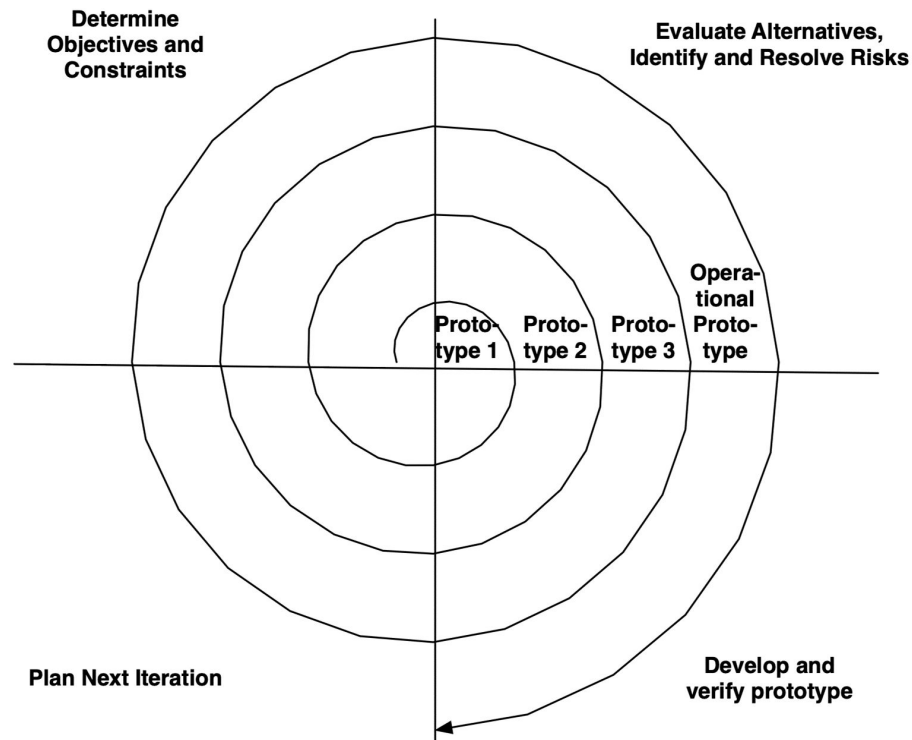 Determine
Objectives and
Constraints
Evaluate Alternatives,
Identify and Resolve Risks
Proto-
type 1
Proto-
type 2
Proto-
type 3
Opera-
tional
Proto-
type
Plan Next Iteration
Develop and
verify prototype